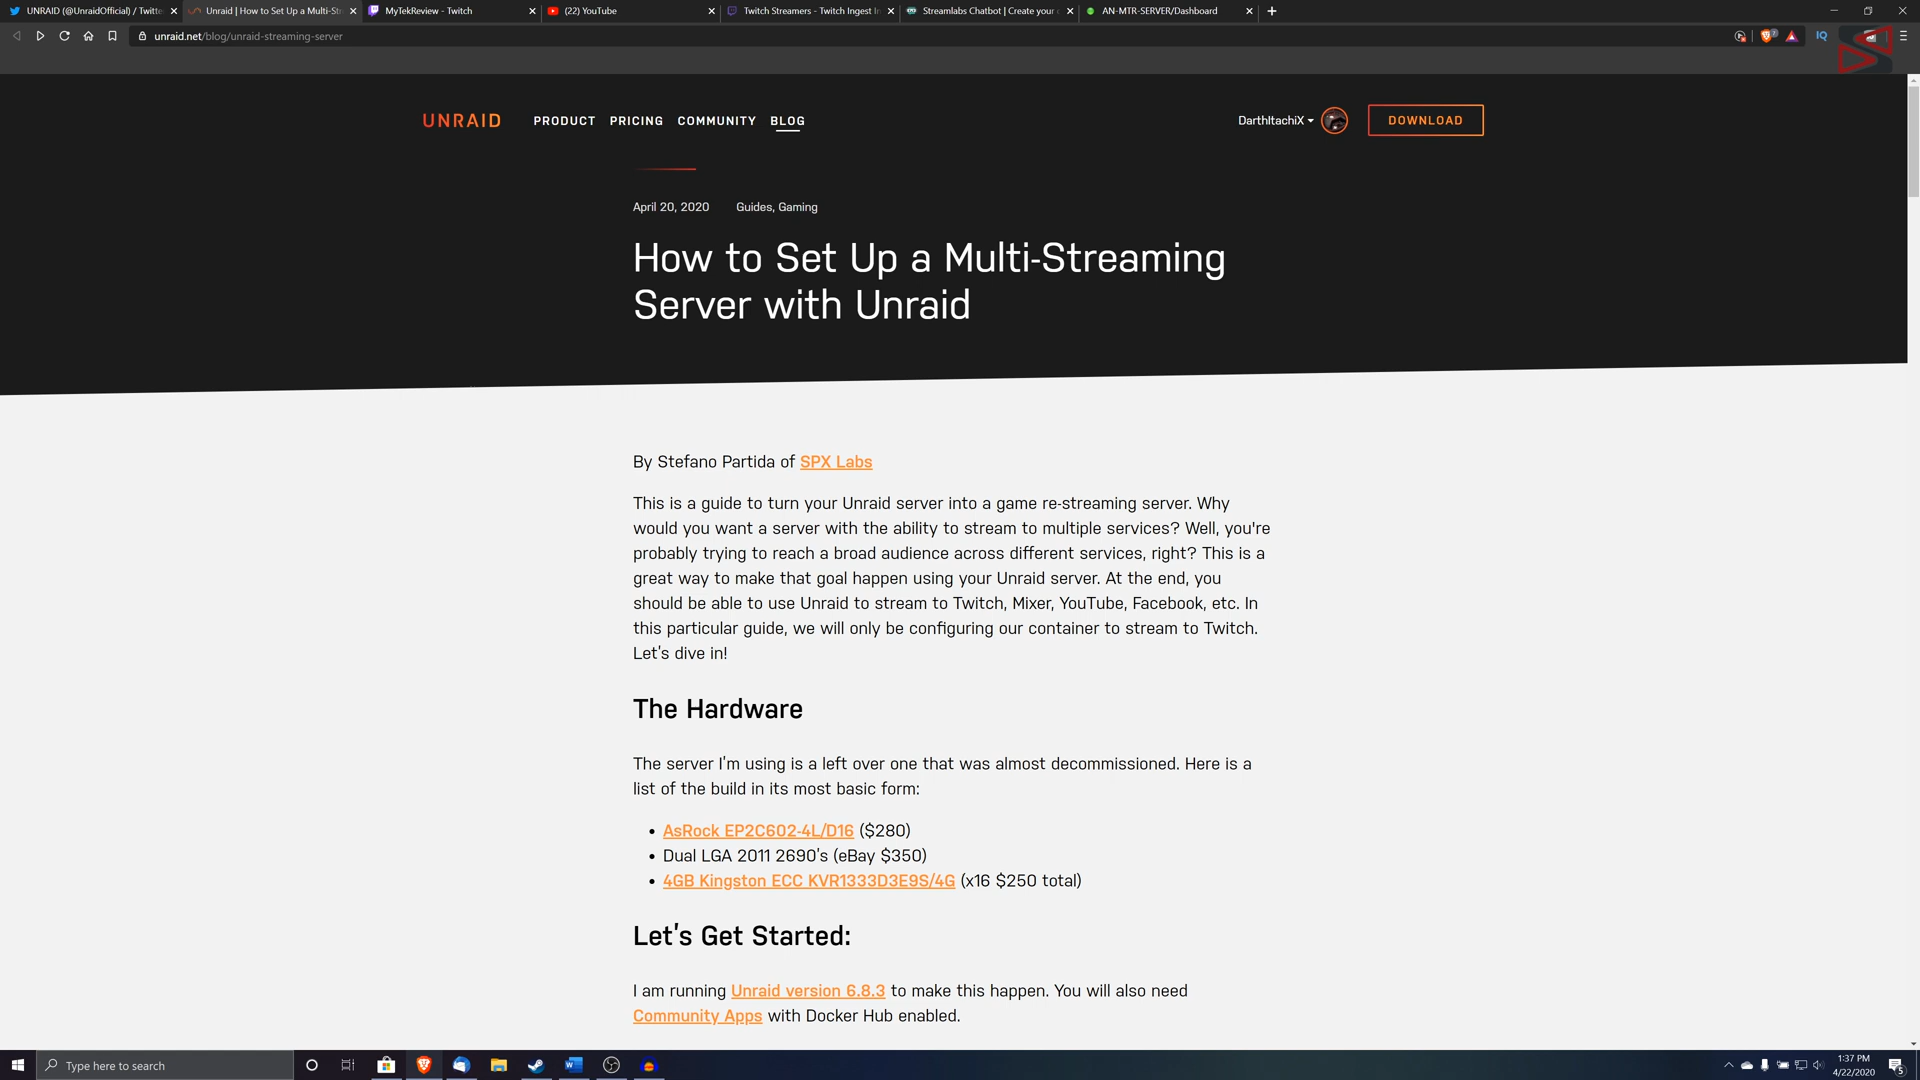 UNRAID (@UnraidOfficial) / Twitte
Unraid | How to Set Up a Multi-St
MyTekReview - Twitch
(22) YouTube
Twitch Streamers - Twitch Ingest
Streamlabs Chatbot | Create your
AN-MTR-SERVER/Dashboard
unraid.net/blog/unraid-streaming-server
IQ
UNRAID
PRODUCT PRICING COMMUNITY BLOG
DarthItachiX
DOWNLOAD
April 20, 2020 Guides, Gaming
How to Set Up a Multi-Streaming
Server with Unraid
By Stefano Partida of SPX Labs
This is a guide to turn your Unraid server into a game re-streaming server. Why
would you want a server with the ability to stream to multiple services? Well, you're
probably trying to reach a broad audience across different services, right? This is a
great way to make that goal happen using your Unraid server. At the end, you
should be able to use Unraid to stream to Twitch, Mixer, YouTube, Facebook, etc. In
this particular guide, we will only be configuring our container to stream to Twitch.
Let's dive in!
The Hardware
The server I'm using is a left over one that was almost decommissioned. Here is a
list of the build in its most basic form:
• AsRock EP2C602-4L/D16 ($280)
• Dual LGA 2011 2690's (eBay $350)
• 4GB Kingston ECC KVR1333D3E9S/4G (x16 $250 total)
Let's Get Started:
I am running Unraid version 6.8.3 to make this happen. You will also need
Community Apps with Docker Hub enabled.
Type here to search
1:37 PM
4/22/2020
5